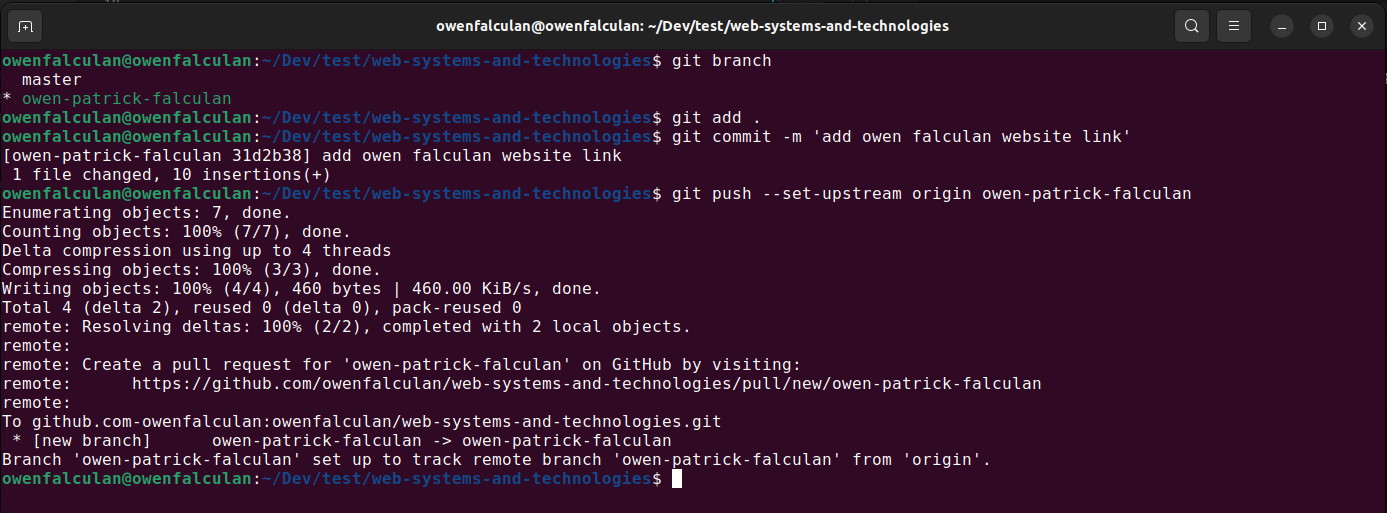 owenfalculan@owenfalculan: ~/Dev/test/web-systems-and-technologies
owenfalculan@owenfalculan:~/Dev/test/web-systems-and-technologies$ git branch
  master
* owen-patrick-falculan
owenfalculan@owenfalculan:~/Dev/test/web-systems-and-technologies$ git add .
owenfalculan@owenfalculan:~/Dev/test/web-systems-and-technologies$ git commit -m 'add owen falculan website link'
[owen-patrick-falculan 31d2b38] add owen falculan website link
 1 file changed, 10 insertions(+)
owenfalculan@owenfalculan:~/Dev/test/web-systems-and-technologies$ git push --set-upstream origin owen-patrick-falculan
Enumerating objects: 7, done.
Counting objects: 100% (7/7), done.
Delta compression using up to 4 threads
Compressing objects: 100% (3/3), done.
Writing objects: 100% (4/4), 460 bytes | 460.00 KiB/s, done.
Total 4 (delta 2), reused 0 (delta 0), pack-reused 0
remote: Resolving deltas: 100% (2/2), completed with 2 local objects.
remote:
remote: Create a pull request for 'owen-patrick-falculan' on GitHub by visiting:
remote:      https://github.com/owenfalculan/web-systems-and-technologies/pull/new/owen-patrick-falculan
remote:
To github.com-owenfalculan:owenfalculan/web-systems-and-technologies.git
 * [new branch]      owen-patrick-falculan -> owen-patrick-falculan
Branch 'owen-patrick-falculan' set up to track remote branch 'owen-patrick-falculan' from 'origin'.
owenfalculan@owenfalculan:~/Dev/test/web-systems-and-technologies$